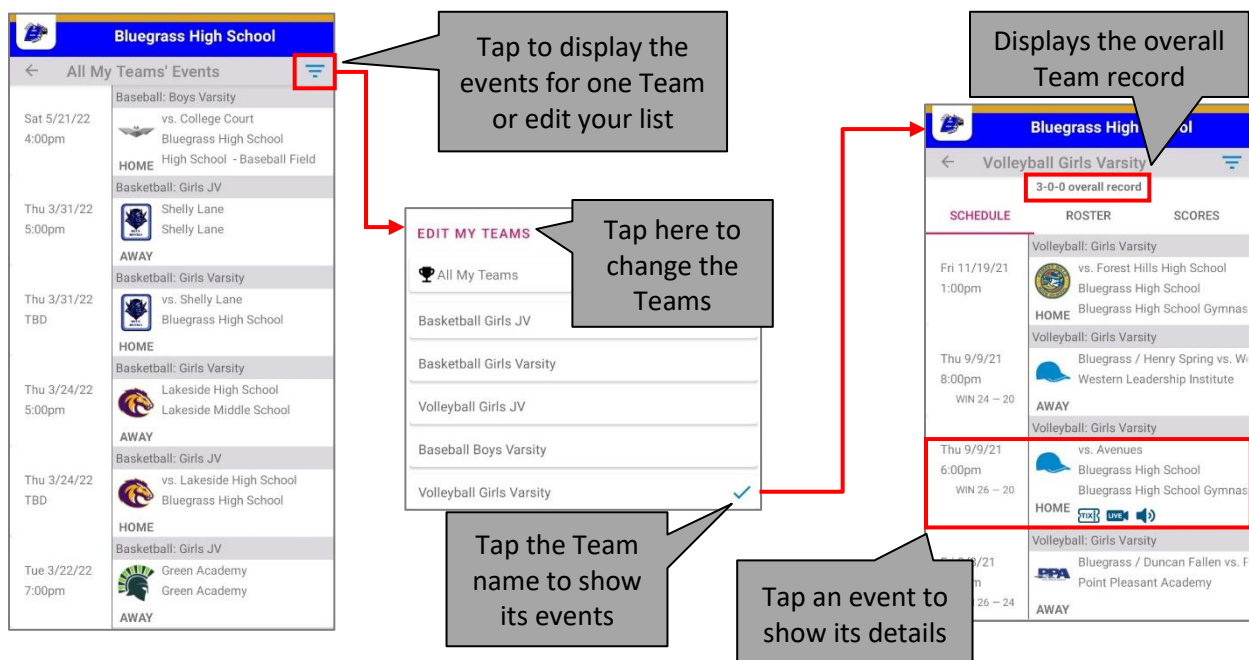 Bluegrass High School
All My Teams' Events
Baseball: Boys Varsity
Sat 5/21/22
4:00pm
vs. College Court
Bluegrass High School
High School - Baseball Field
HOME
Basketball: Girls JV
Thu 3/31/22
5:00pm
Shelly Lane
Shelly Lane
AWAY
Basketball: Girls Varsity
Thu 3/31/22
TBD
vs. Shelly Lane
Bluegrass High School
HOME
Basketball: Girls Varsity
Thu 3/24/22
5:00pm
Lakeside High School
Lakeside Middle School
AWAY
Basketball: Girls JV
Thu 3/24/22
TBD
vs. Lakeside High School
Bluegrass High School
HOME
Basketball: Girls JV
Tue 3/22/22
7:00pm
Green Academy
Green Academy
AWAY
Tap to display the
events for one Team
or edit your list
EDIT MY TEAMS
All My Teams
Basketball Girls JV
Basketball Girls Varsity
Volleyball Girls JV
Baseball Boys Varsity
Volleyball Girls Varsity
Tap here to
change the
Teams
Tap the Team
name to show
its events
Displays the overall
Team record
Bluegrass High ol
Volleyball Girls Varsity
3-0-0 overall record
SCHEDULE ROSTER SCORES
Volleyball: Girls Varsity
Fri 11/19/21
1:00pm
vs. Forest Hills High School
Bluegrass High School
Bluegrass High School Gymnas
HOME
Volleyball: Girls Varsity
Thu 9/9/21
8:00pm
WIN 24 – 20
Bluegrass / Henry Spring vs. W
Western Leadership Institute
AWAY
Volleyball: Girls Varsity
Thu 9/9/21
6:00pm
WIN 26 – 20
vs. Avenues
Bluegrass High School
Bluegrass High School Gymnas
HOME
TIX LIVE
Volleyball: Girls Varsity
/21
m
26 – 24
PPA
Bluegrass / Duncan Fallen vs. P
Point Pleasant Academy
AWAY
Tap an event to
show its details